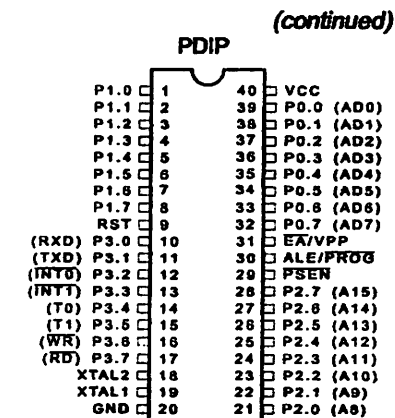 (continued)
PDIP
P1.0 1 40 VCC
P1.1 2 39 P0.0 (AD0)
P1.2 3 38 P0.1 (AD1)
P1.3 4 37 P0.2 (AD2)
P1.4 5 36 P0.3 (AD3)
P1.5 6 35 P0.4 (AD4)
P1.6 7 34 P0.5 (AD5)
P1.7 8 33 P0.6 (AD6)
RST 9 32 P0.7 (AD7)
(RXD) P3.0 10 31 E̅A̅/VPP
(TXD) P3.1 11 30 ALE/P̅R̅O̅G̅
(I̅N̅T̅0̅) P3.2 12 29 P̅S̅E̅N̅
(I̅N̅T̅1̅) P3.3 13 28 P2.7 (A15)
(T0) P3.4 14 27 P2.6 (A14)
(T1) P3.5 15 26 P2.5 (A13)
(W̅R̅) P3.6 16 25 P2.4 (A12)
(R̅D̅) P3.7 17 24 P2.3 (A11)
XTAL2 18 23 P2.2 (A10)
XTAL1 19 22 P2.1 (A9)
GND 20 21 P2.0 (A8)